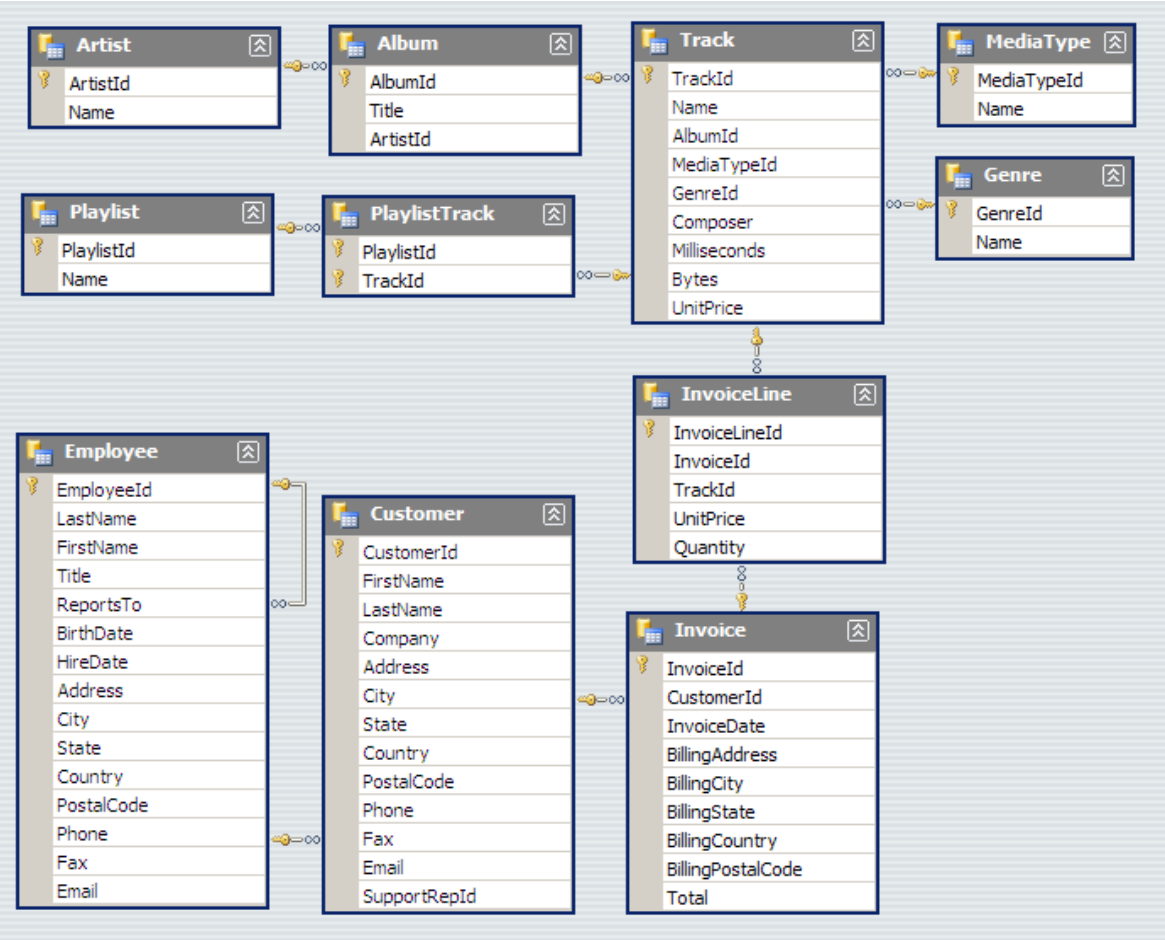 Artist
ArtistId
Name
Album
AlbumId
Title
ArtistId
Track
TrackId
Name
AlbumId
MediaTypeId
GenreId
Composer
Milliseconds
Bytes
UnitPrice
MediaType
MediaTypeId
Name
Genre
GenreId
Name
Playlist
PlaylistId
Name
PlaylistTrack
PlaylistId
TrackId
InvoiceLine
InvoiceLineId
InvoiceId
TrackId
UnitPrice
Quantity
Employee
EmployeeId
LastName
FirstName
Title
ReportsTo
BirthDate
HireDate
Address
City
State
Country
PostalCode
Phone
Fax
Email
Customer
CustomerId
FirstName
LastName
Company
Address
City
State
Country
PostalCode
Phone
Fax
Email
SupportRepId
Invoice
InvoiceId
CustomerId
InvoiceDate
BillingAddress
BillingCity
BillingState
BillingCountry
BillingPostalCode
Total